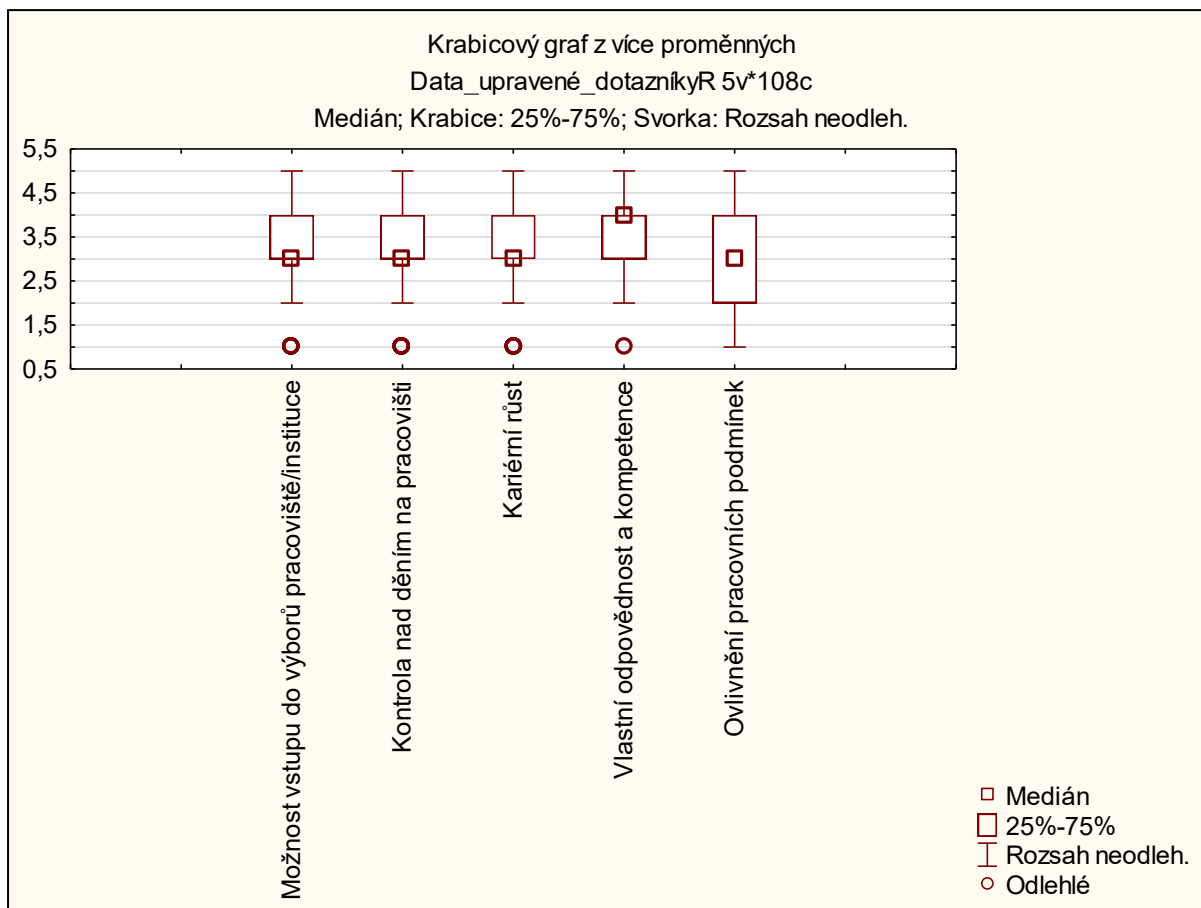 Krabicový graf z více proměnných
Data_upravené_dotazníkyR 5v*108c
Medián; Krabice: 25%-75%; Svorka: Rozsah neodleh.
5,5
4,5
3,5
2,5
1,5
0,5
Možnost vstupu do výborů pracoviště/instituce
Kontrola nad děním na pracovišti
Kariérní růst
Vlastní odpovědnost a kompetence
Ovlivnění pracovních podmínek
Medián
25%-75%
Rozsah neodleh.
Odlehlé